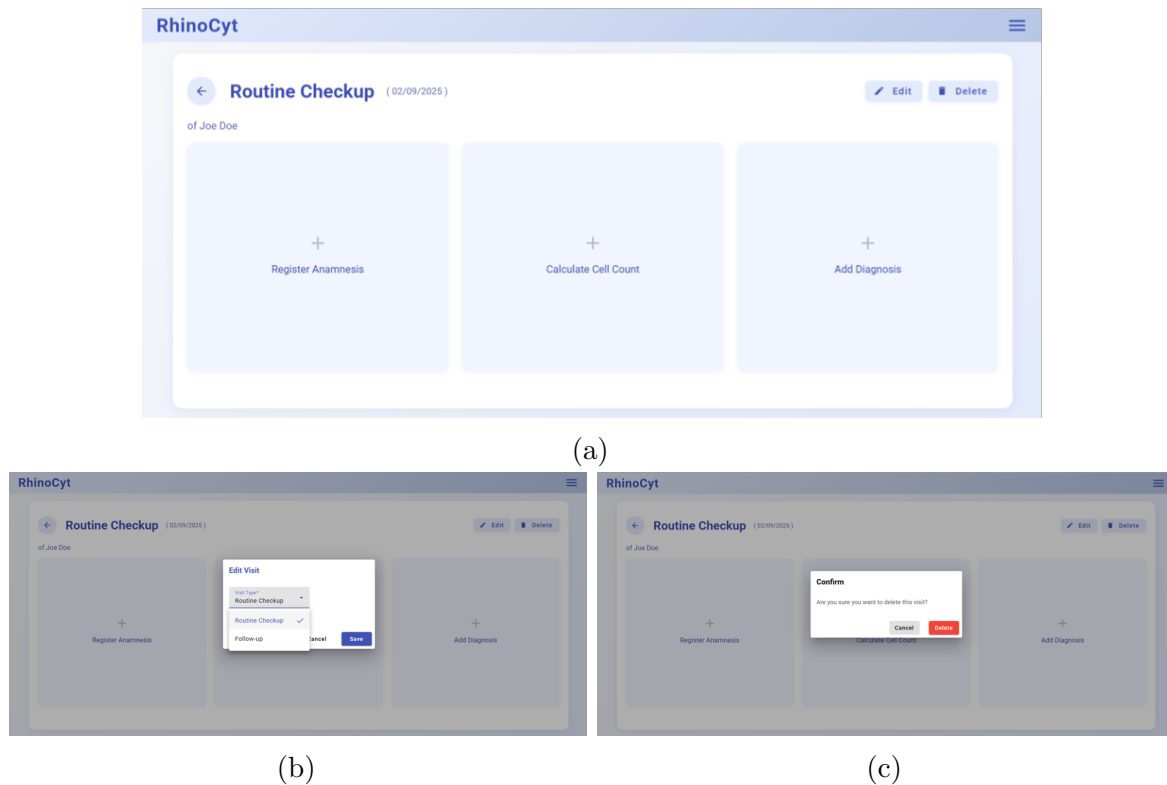 RhinoCyt
Routine Checkup (02/09/2025)
Edit
Delete
of Joe Doe
Register Anamnesis
Calculate Cell Count
Add Diagnosis
(a)
RhinoCyt
Routine Checkup (02/09/2025)
Edit
Delete
of Joe Doe
Edit Visit
Visit Type*
Routine Checkup
Routine Checkup
Follow-up
Cancel
Save
Register Anamnesis
Add Diagnosis
(b)
RhinoCyt
Routine Checkup (02/09/2025)
Edit
Delete
of Joe Doe
Confirm
Are you sure you want to delete this visit?
Cancel
Delete
Register Anamnesis
Calculate Cell Count
Add Diagnosis
(c)